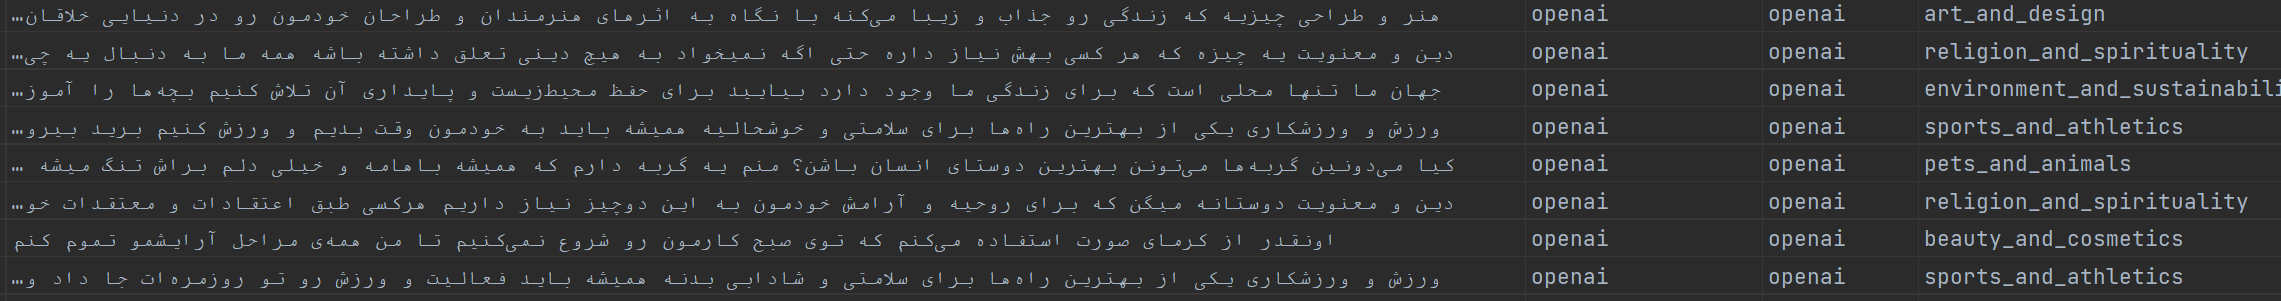 هنر و طراحی چیزیه که زندگی رو جذاب و زیبا می‌کنه با نگاه به اثرهای هنرمندان و طراحان خودمون رو در دنیایی خلاقان... openai openai art_and_design
دین و معنویت یه چیزه که هر کسی بهش نیاز داره حتی اگه نمیخواد به هیچ دینی تعلق داشته باشه همه ما به دنبال یه چی... openai openai religion_and_spirituality
جهان ما تنها محلی است که برای زندگی ما وجود دارد بیایید برای حفظ محیط‌زیست و پایداری آن تلاش کنیم بچه‌ها را آموز... openai openai environment_and_sustainabili
ورزش و ورزشکاری یکی از بهترین راه‌ها برای سلامتی و خوشحالیه همیشه باید به خودمون وقت بدیم و ورزش کنیم برید بیرو... openai openai sports_and_athletics
کیا می‌دونین گربه‌ها می‌تونن بهترین دوستای انسان باشن؟ منم یه گربه دارم که همیشه باهامه و خیلی دلم براش تنگ میشه ... openai openai pets_and_animals
دین و معنویت دوستانه میگن که برای روحیه و آرامش خودمون به این دوچیز نیاز داریم هرکسی طبق اعتقادات و معتقدات خو... openai openai religion_and_spirituality
اونقدر از کرمای صورت استفاده می‌کنم که توی صبح کارمون رو شروع نمی‌کنیم تا من همه‌ی مراحل آرایشمو تموم کنم openai openai beauty_and_cosmetics
ورزش و ورزشکاری یکی از بهترین راه‌ها برای سلامتی و شادابی بدنه همیشه باید فعالیت و ورزش رو تو روزمره‌ات جا داد و... openai openai sports_and_athletics